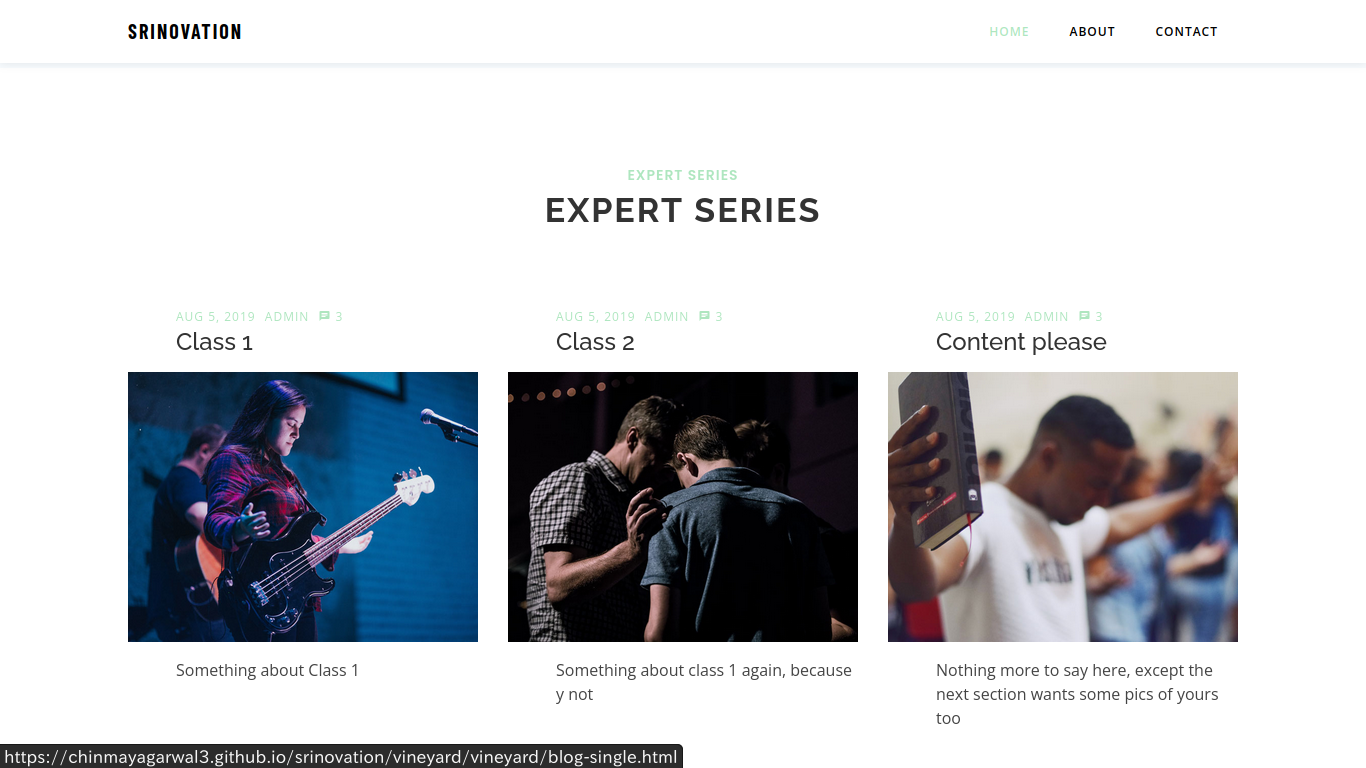 SRINOVATION
HOME ABOUT CONTACT
EXPERT SERIES
EXPERT SERIES
AUG 5, 2019 ADMIN 3
Class 1
Something about Class 1
AUG 5, 2019 ADMIN 3
Class 2
Something about class 1 again, because
y not
AUG 5, 2019 ADMIN 3
Content please
Nothing more to say here, except the
next section wants some pics of yours
too
https://chinmayagarwal3.github.io/srinovation/vineyard/vineyard/blog-single.html